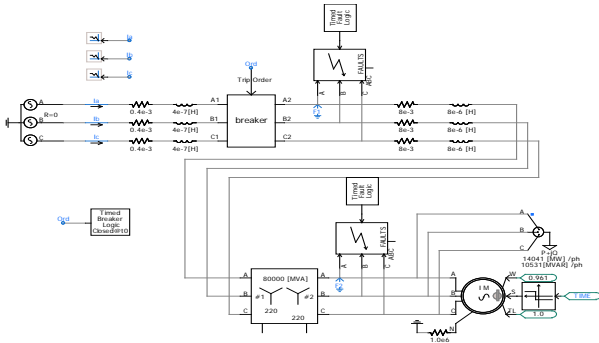 Timed
Fault
Logic
Ia
Ib
Ic
FAULTS
A
B
C
ABC
Ord
Trip Order
A
Ia
A1
A2
R=0
0.4e-3
4e-7[H]
8e-3
8e-6 [H]
B
Ib
B1
breaker
B2
0.4e-3
4e-7[H]
8e-3
8e-6 [H]
C
Ic
C1
C2
0.4e-3
4e-7[H]
8e-3
8e-6 [H]
Timed
Fault
Logic
Ord
Timed
Breaker
Logic
Closed@t0
FAULTS
A
B
C
ABC
A
B
C
P+jQ
14041 [MW] /ph
10531[MVAR] /ph
80000 [MVA]
A
A
A
B
#1
#2
B
B
C
220
220
C
C
I M
W
0.961
S
TIME
TL
1.0
N
1.0e6